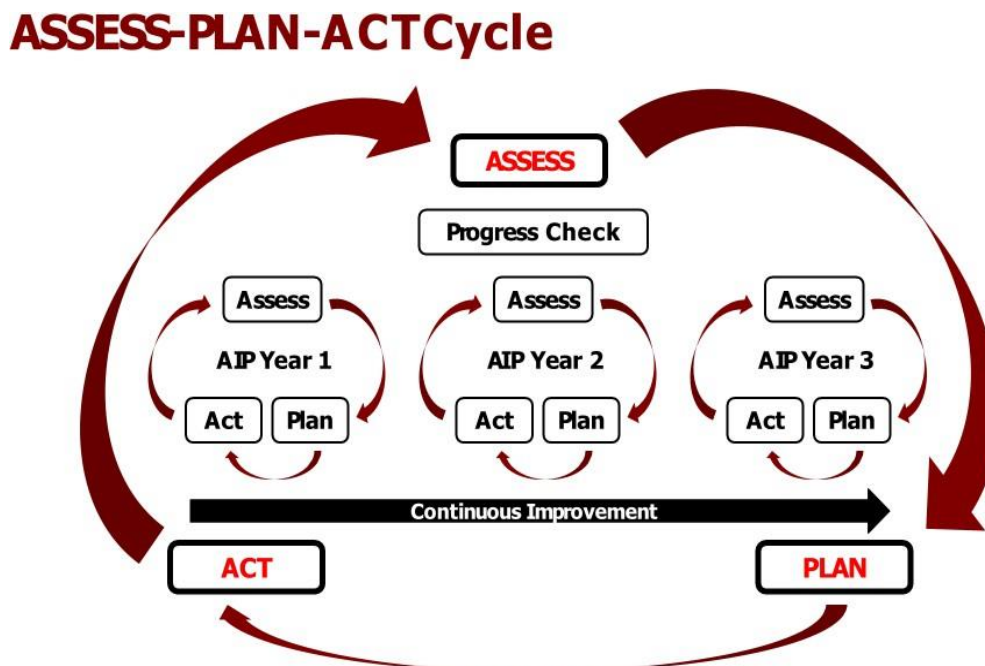 ASSESS-PLAN-ACTCycle
ASSESS
Progress Check
Assess
AIP Year 1
Act
Plan
Assess
AIP Year 2
Act
Plan
Assess
AIP Year 3
Act
Plan
Continuous Improvement
ACT
PLAN